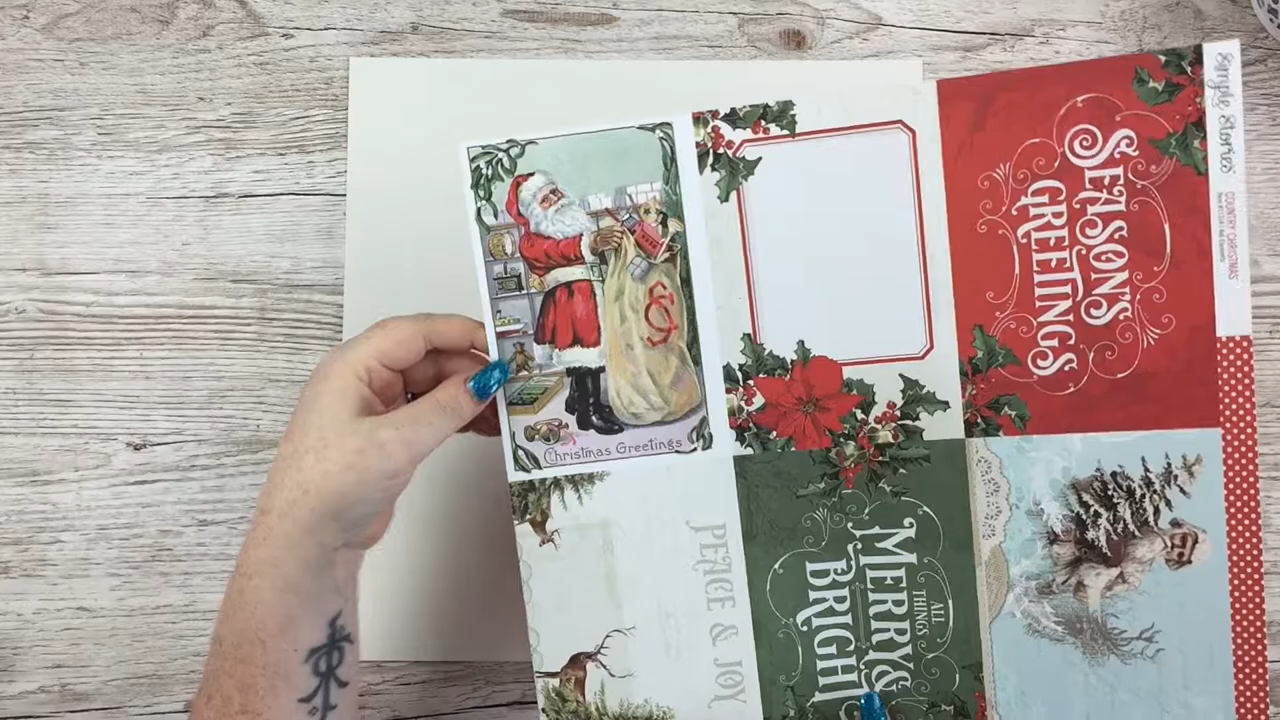 Simple Stories
COUNTRY CHRISTMAS
SEASON'S
GREETINGS
Christmas Greetings
PEACE & JOY
ALL
THINGS
MERRY &
BRIGHT